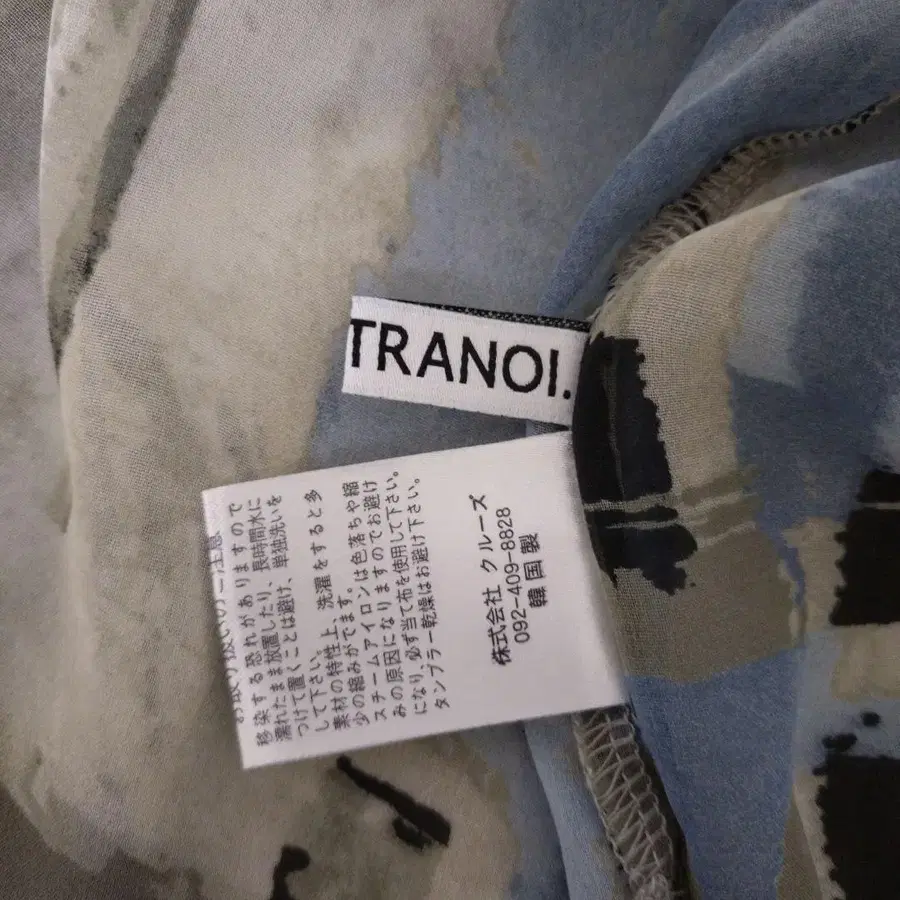 TRANOI.
お取り扱いのご注意
移染する恐れがありますので
濡れたまま放置したり、長時間水に
つけて置くことは避け、単独洗いを
して下さい。
素材の特性上、洗濯をすると多
少の縮みがでます。
スチームアイロンは色落ちや縮
みの原因になりますのでお避け
になり、必ず当て布を使用して下さい。
タンブラー乾燥はお避け下さい。
株式会社 クルーズ
092-409-8828
韓国製